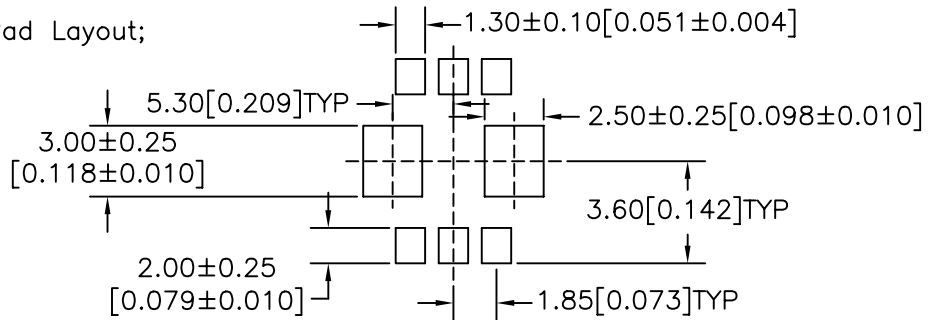 ad Layout;
1.30±0.10[0.051±0.004]
5.30[0.209]TYP
2.50±0.25[0.098±0.010]
3.00±0.25
[0.118±0.010]
3.60[0.142]TYP
2.00±0.25
[0.079±0.010]
1.85[0.073]TYP